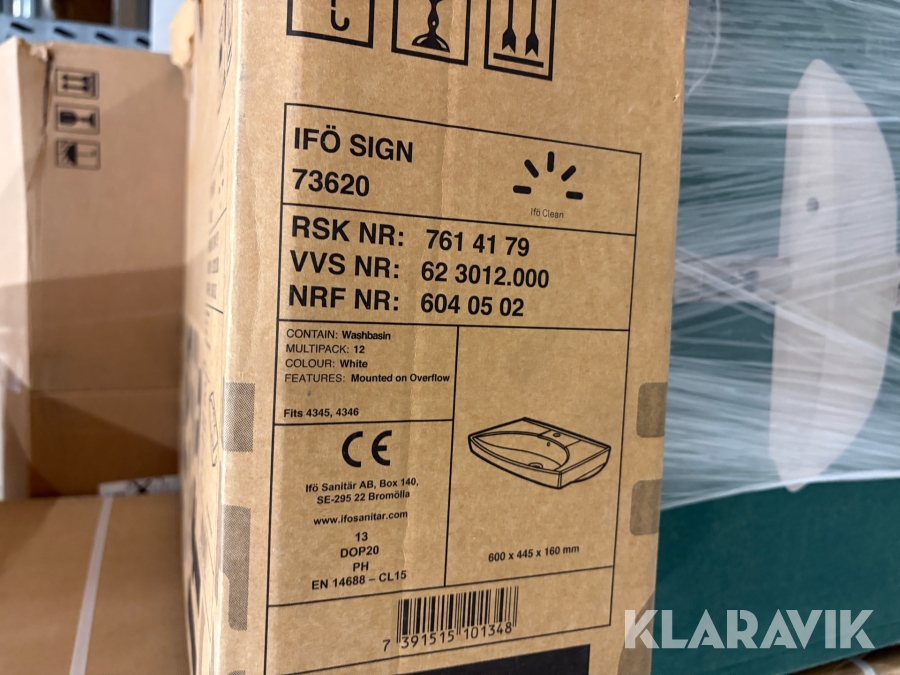 IFÖ SIGN
73620
Ifö Clean
RSK NR: 761 41 79
VVS NR: 62 3012.000
NRF NR: 604 05 02
CONTAIN: Washbasin
MULTIPACK: 12
COLOUR: White
FEATURES: Mounted on Overflow
Fits 4345, 4346
CE
Ifö Sanitär AB, Box 140,
SE-295 22 Bromölla
www.ifosanitar.com
13
DOP20
PH
EN 14688 – CL15
600 x 445 x 160 mm
7 391515 101348
KLARAVIK